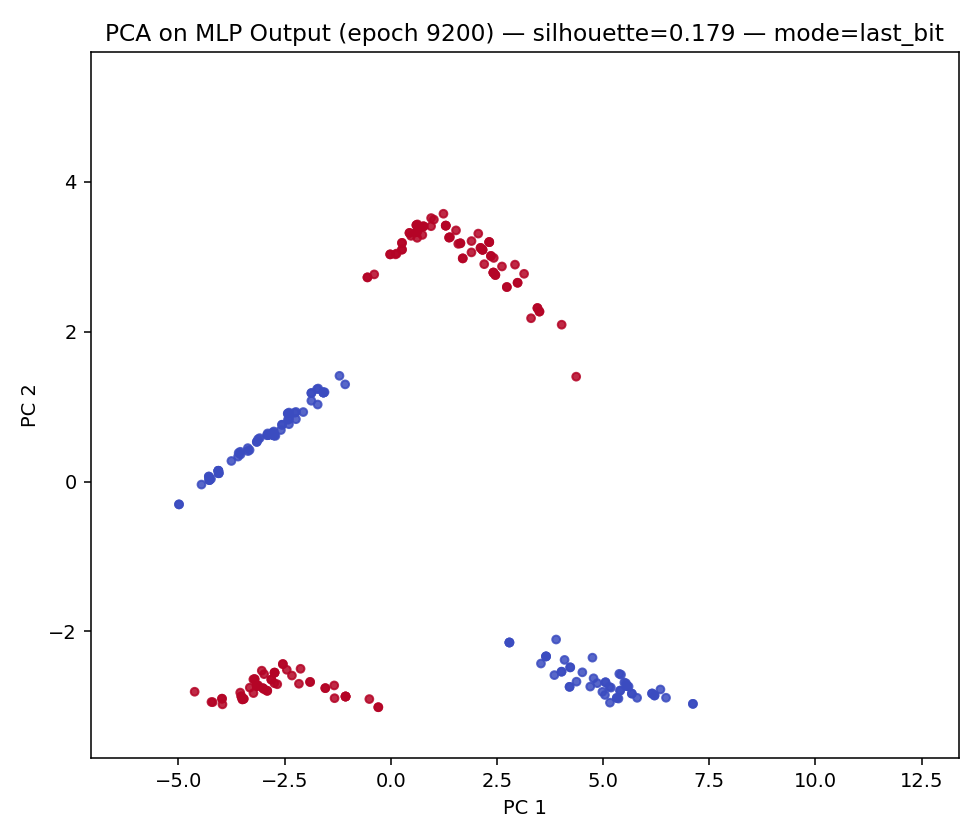 PCA on MLP Output (epoch 9200) — silhouette=0.179 — mode=last_bit
4
2
0
−2
PC 2
−5.0 −2.5 0.0 2.5 5.0 7.5 10.0 12.5
PC 1